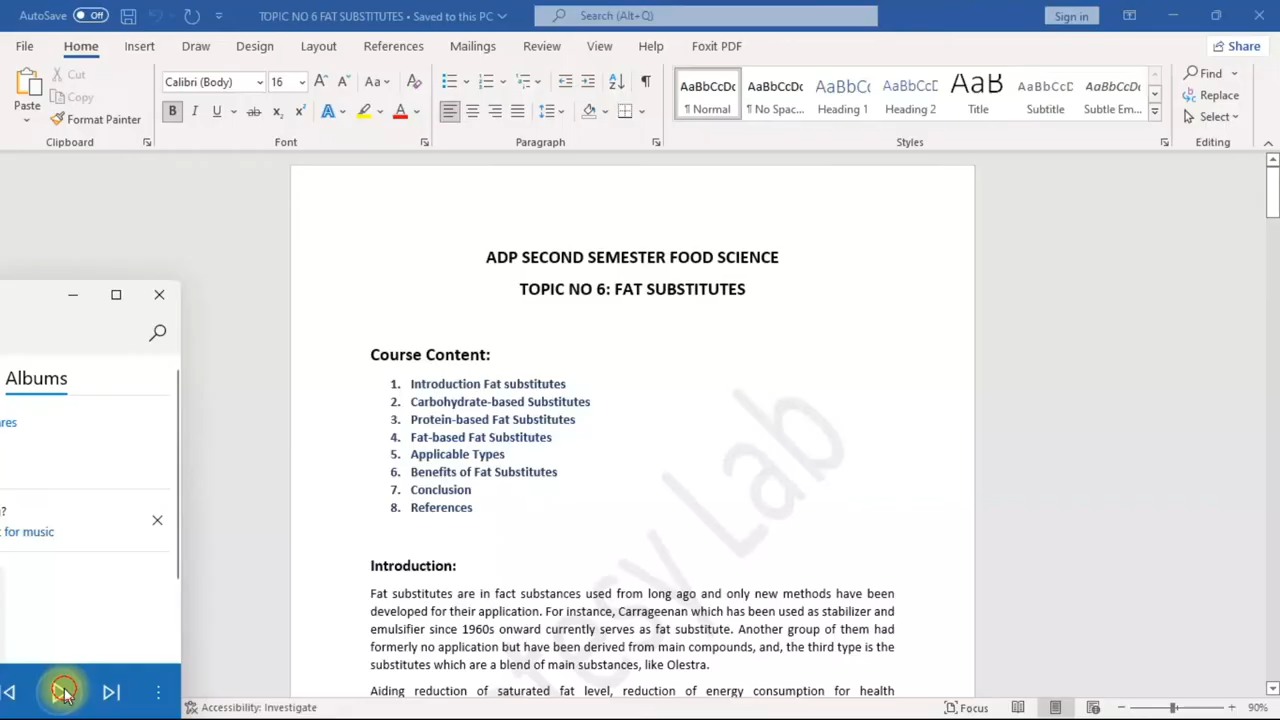 AutoSave Off TOPIC NO 6 FAT SUBSTITUTES • Saved to this PC Search (Alt+Q) Sign in
File Home Insert Draw Design Layout References Mailings Review View Help Foxit PDF Share
Paste
Cut
Copy
Format Painter
Clipboard
Calibri (Body) 16
Font
Paragraph
AaBbCcDc AaBbCcDc AaBbCc AaBbCcD AaB AaBbCcD AaBbCcDc
¶ Normal ¶ No Spac... Heading 1 Heading 2 Title Subtitle Subtle Em...
Styles
Find
Replace
Select
Editing
ADP SECOND SEMESTER FOOD SCIENCE
TOPIC NO 6: FAT SUBSTITUTES
Course Content:
1. Introduction Fat substitutes
2. Carbohydrate-based Substitutes
3. Protein-based Fat Substitutes
4. Fat-based Fat Substitutes
5. Applicable Types
6. Benefits of Fat Substitutes
7. Conclusion
8. References
Introduction:
Fat substitutes are in fact substances used from long ago and only new methods have been
developed for their application. For instance, Carrageenan which has been used as stabilizer and
emulsifier since 1960s onward currently serves as fat substitute. Another group of them had
formerly no application but have been derived from main compounds, and, the third type is the
substitutes which are a blend of main substances, like Olestra.
Aiding reduction of saturated fat level, reduction of energy consumption for health
Lab
Albums
ares
?
t for music
Accessibility: Investigate
Focus
90%